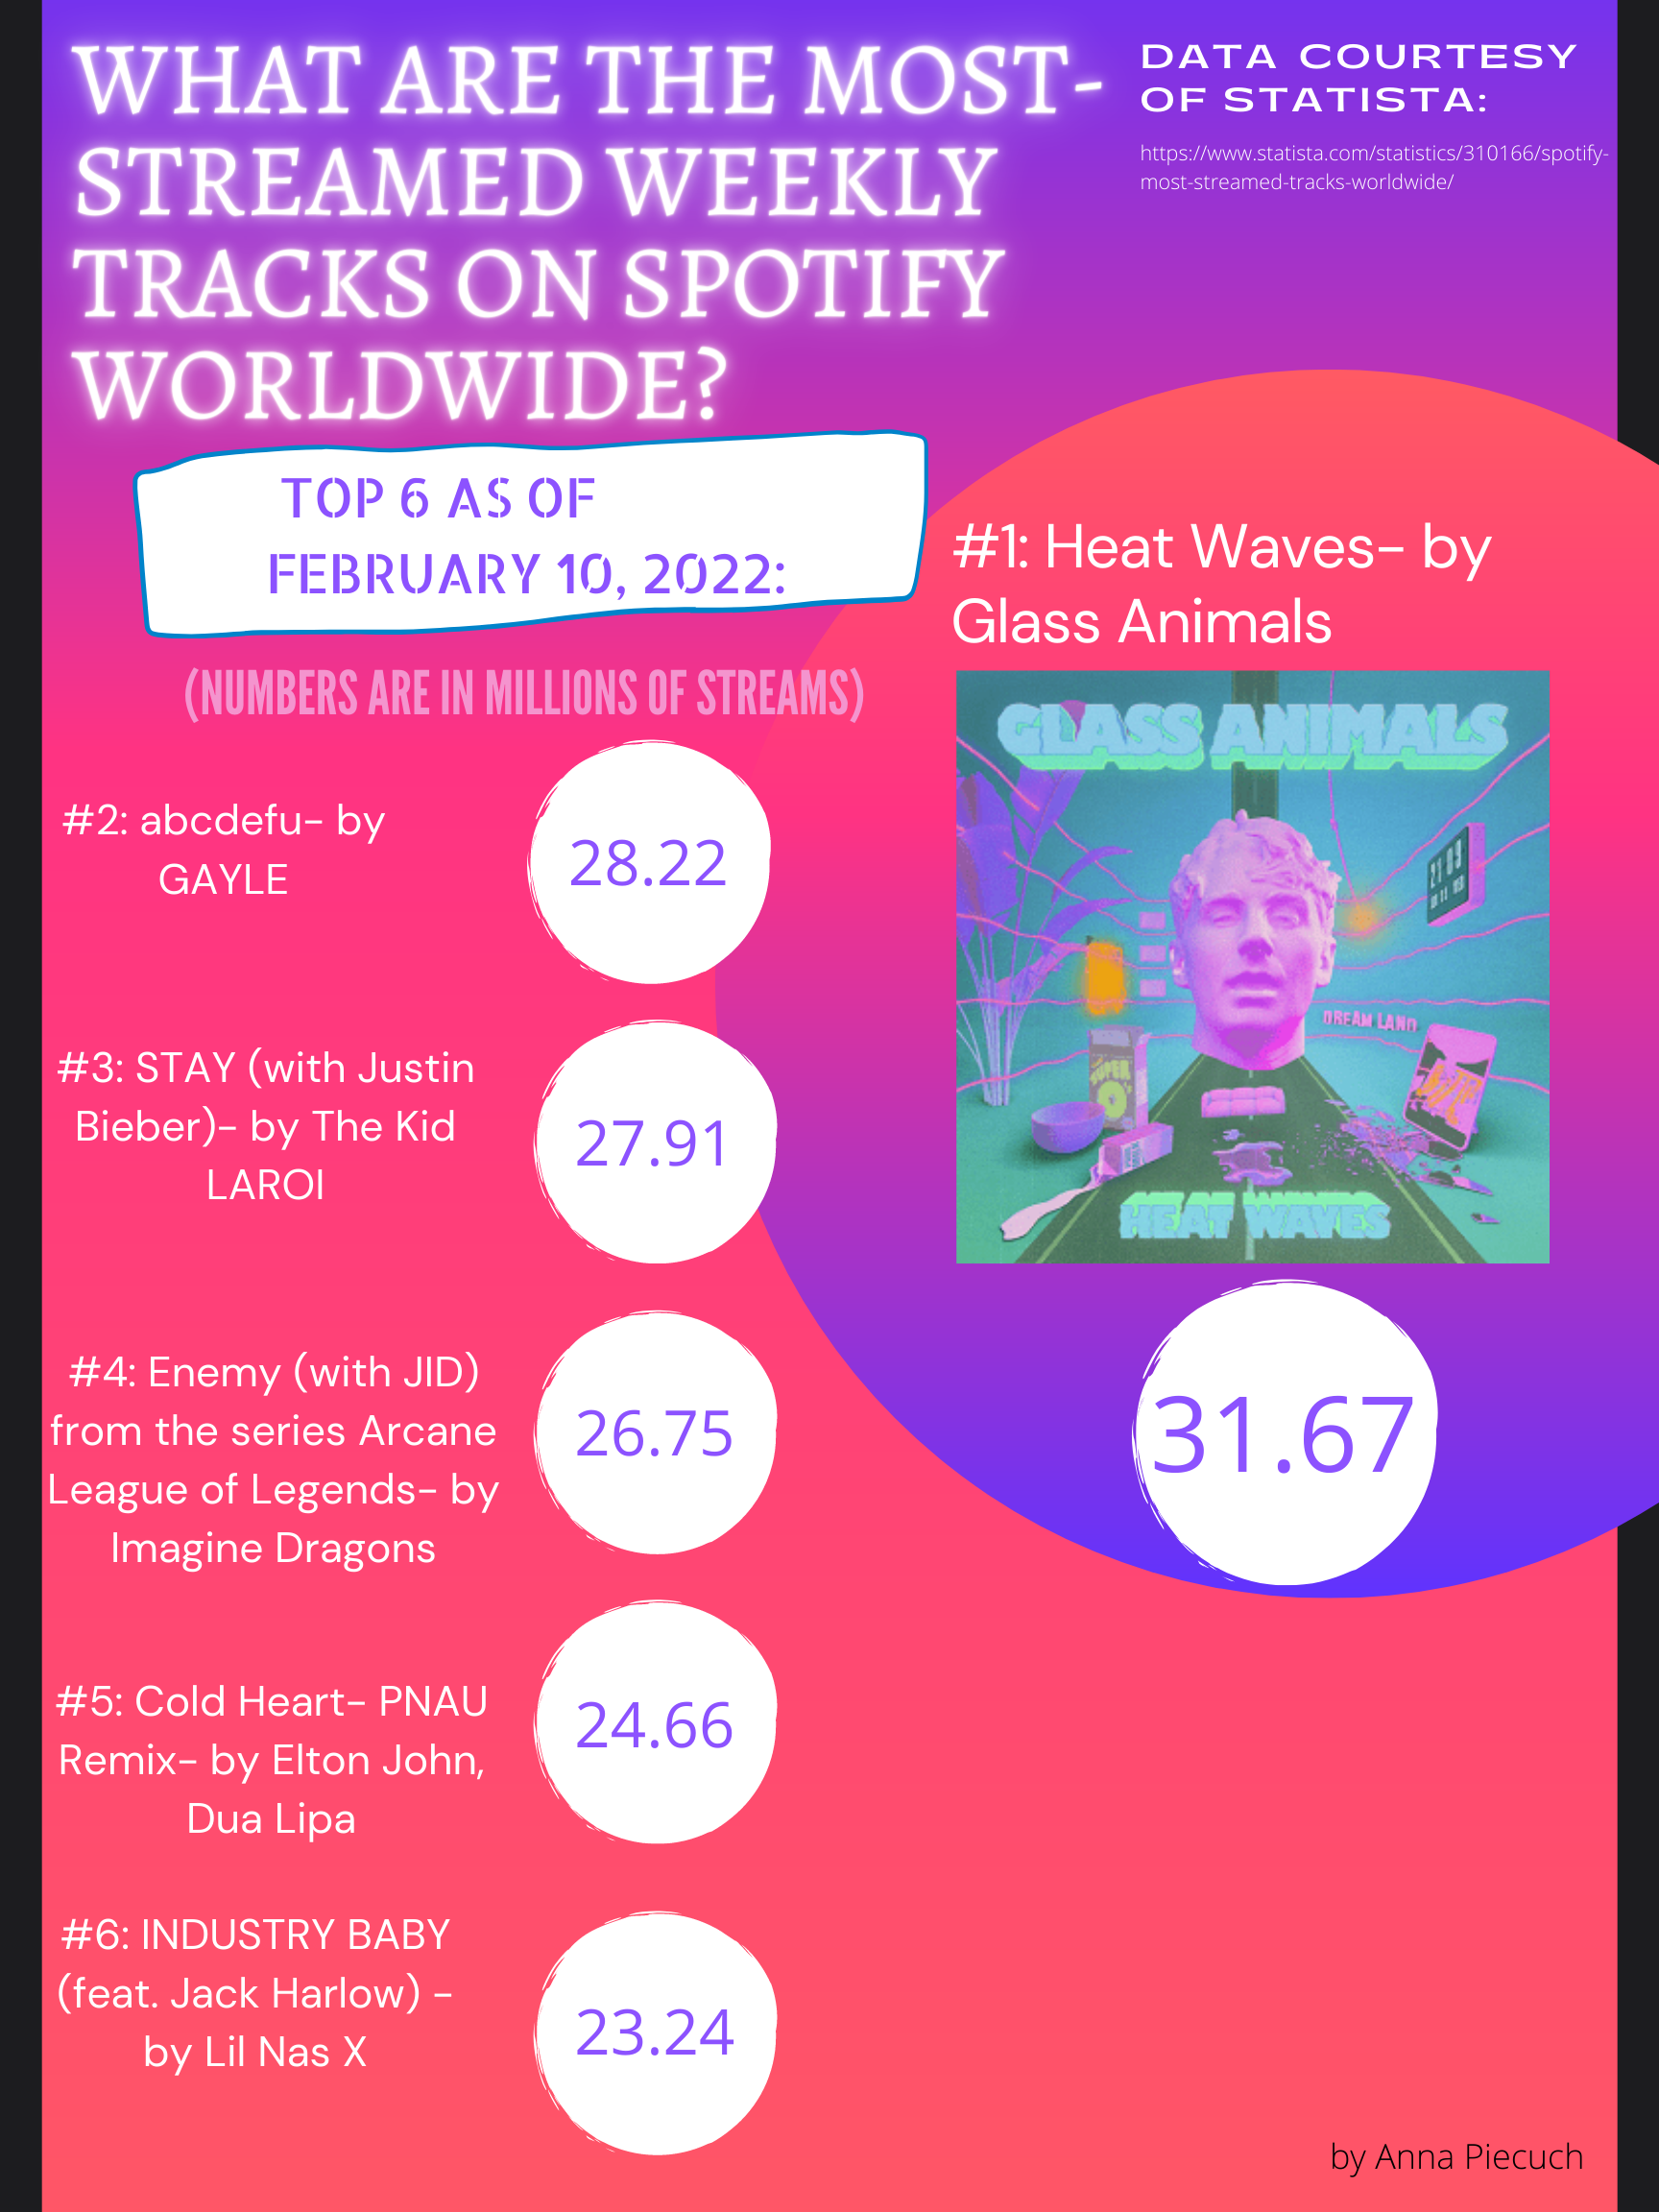 WHAT ARE THE MOST-
STREAMED WEEKLY
TRACKS ON SPOTIFY
WORLDWIDE?
DATA COURTESY
OF STATISTA:
https://www.statista.com/statistics/310166/spotify-
most-streamed-tracks-worldwide/
TOP 6 AS OF
FEBRUARY 10, 2022:
(NUMBERS ARE IN MILLIONS OF STREAMS)
#1: Heat Waves- by
Glass Animals
GLASS ANIMALS
DREAM LAND
SUPER
HEAT WAVES
31.67
#2: abcdefu- by
GAYLE
28.22
#3: STAY (with Justin
Bieber)- by The Kid
LAROI
27.91
#4: Enemy (with JID)
from the series Arcane
League of Legends- by
Imagine Dragons
26.75
#5: Cold Heart- PNAU
Remix- by Elton John,
Dua Lipa
24.66
#6: INDUSTRY BABY
(feat. Jack Harlow) -
by Lil Nas X
23.24
by Anna Piecuch